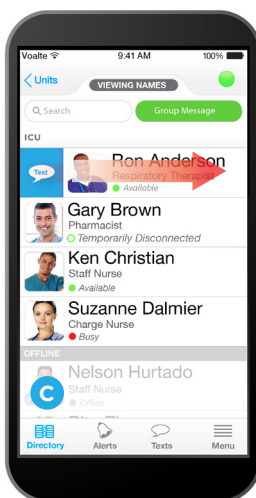 Voalte 9:41 AM 100%
Units
VIEWING NAMES
Search
Group Message
ICU
Text
Ron Anderson
Respiratory Therapist
Available
Gary Brown
Pharmacist
Temporarily Disconnected
Ken Christian
Staff Nurse
Available
Suzanne Dalmier
Charge Nurse
Busy
OFFLINE
Nelson Hurtado
Staff Nurse
Offline
C
Directory Alerts Texts Menu